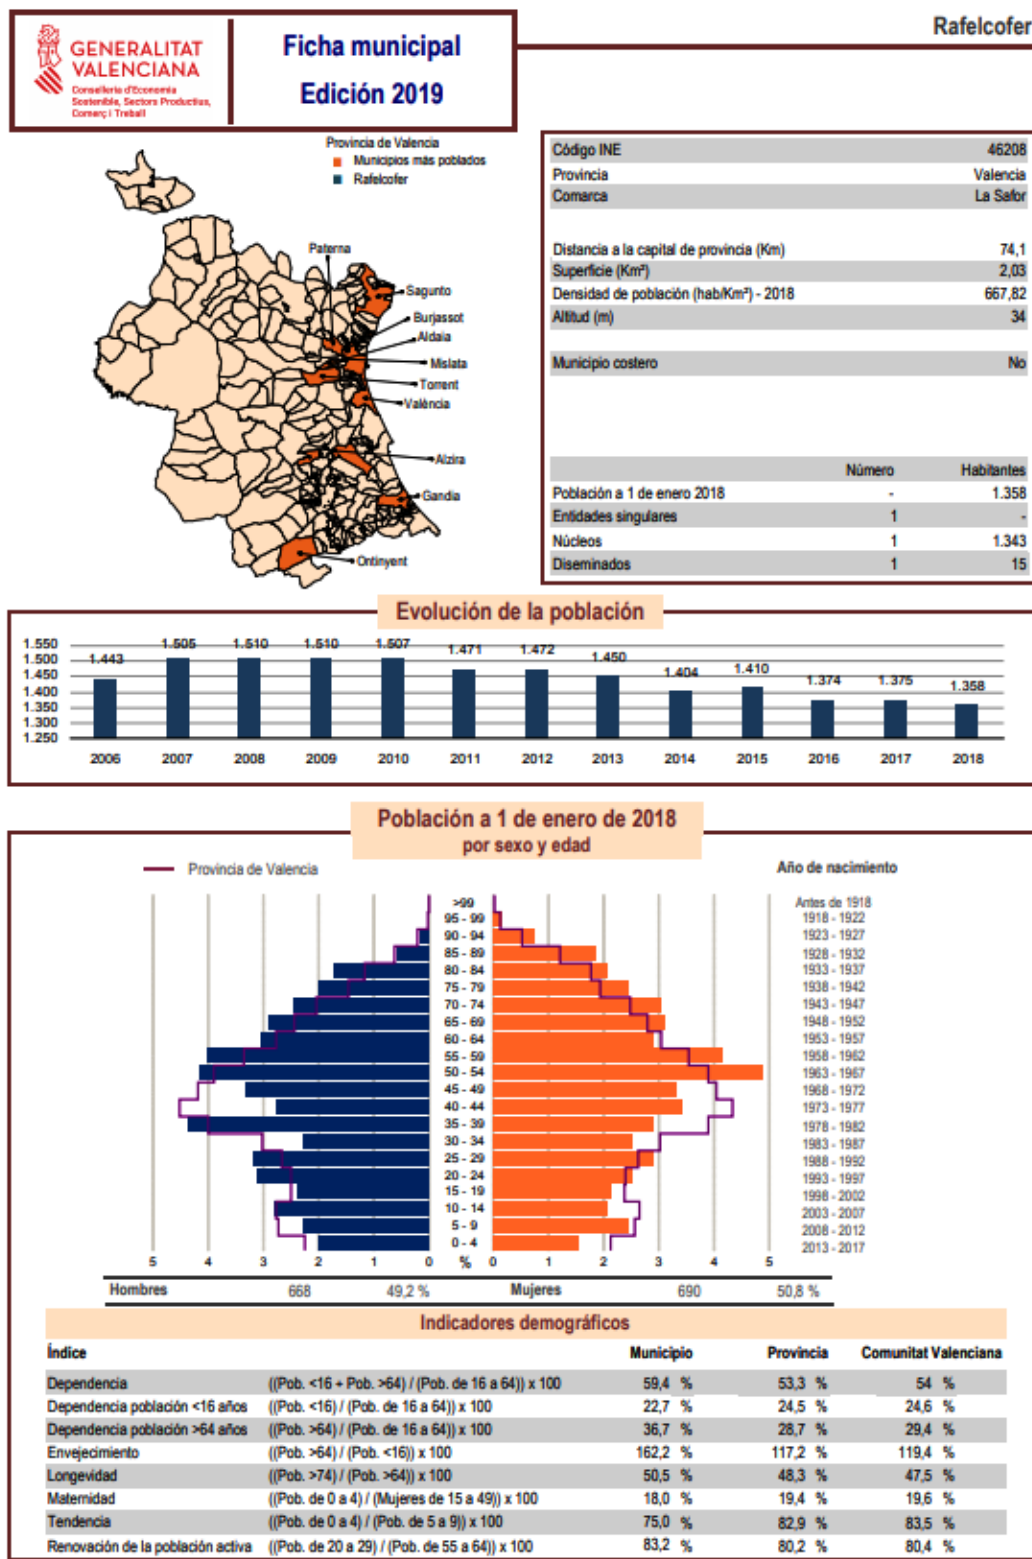 Rafelcofer
GENERALITAT
VALENCIANA
Conselleria d'Economia
Sostenible, Sectors Productius,
Comerç i Treball
Ficha municipal
Edición 2019
Provincia de Valencia
Municipios más poblados
Rafelcofer
Paterna
Sagunto
Burjassot
Aldaia
Mislata
Torrent
València
Alzira
Gandia
Ontinyent
Código INE 46208
Provincia Valencia
Comarca La Safor
Distancia a la capital de provincia (Km) 74,1
Superficie (Km²) 2,03
Densidad de población (hab/Km²) - 2018 667,82
Altitud (m) 34
Municipio costero No
Número Habitantes
Población a 1 de enero 2018 - 1.358
Entidades singulares 1 -
Núcleos 1 1.343
Diseminados 1 15
Evolución de la población
1.550
1.500
1.450
1.400
1.350
1.300
1.250
1.443 1.505 1.510 1.510 1.507 1.471 1.472 1.450 1.404 1.410 1.374 1.375 1.358
2006 2007 2008 2009 2010 2011 2012 2013 2014 2015 2016 2017 2018
Población a 1 de enero de 2018
por sexo y edad
Provincia de Valencia
Año de nacimiento
>99 Antes de 1918
95 - 99 1918 - 1922
90 - 94 1923 - 1927
85 - 89 1928 - 1932
80 - 84 1933 - 1937
75 - 79 1938 - 1942
70 - 74 1943 - 1947
65 - 69 1948 - 1952
60 - 64 1953 - 1957
55 - 59 1958 - 1962
50 - 54 1963 - 1967
45 - 49 1968 - 1972
40 - 44 1973 - 1977
35 - 39 1978 - 1982
30 - 34 1983 - 1987
25 - 29 1988 - 1992
20 - 24 1993 - 1997
15 - 19 1998 - 2002
10 - 14 2003 - 2007
5 - 9 2008 - 2012
0 - 4 2013 - 2017
5 4 3 2 1 0 % 0 1 2 3 4 5
Hombres 668 49,2 % Mujeres 690 50,8 %
Indicadores demográficos
Índice Municipio Provincia Comunitat Valenciana
Dependencia ((Pob. <16 + Pob. >64) / (Pob. de 16 a 64)) x 100 59,4 % 53,3 % 54 %
Dependencia población <16 años ((Pob. <16) / (Pob. de 16 a 64)) x 100 22,7 % 24,5 % 24,6 %
Dependencia población >64 años ((Pob. >64) / (Pob. de 16 a 64)) x 100 36,7 % 28,7 % 29,4 %
Envejecimiento ((Pob. >64) / (Pob. <16)) x 100 162,2 % 117,2 % 119,4 %
Longevidad ((Pob. >74) / (Pob. >64)) x 100 50,5 % 48,3 % 47,5 %
Maternidad ((Pob. de 0 a 4) / (Mujeres de 15 a 49)) x 100 18,0 % 19,4 % 19,6 %
Tendencia ((Pob. de 0 a 4) / (Pob. de 5 a 9)) x 100 75,0 % 82,9 % 83,5 %
Renovación de la población activa ((Pob. de 20 a 29) / (Pob. de 55 a 64)) x 100 83,2 % 80,2 % 80,4 %